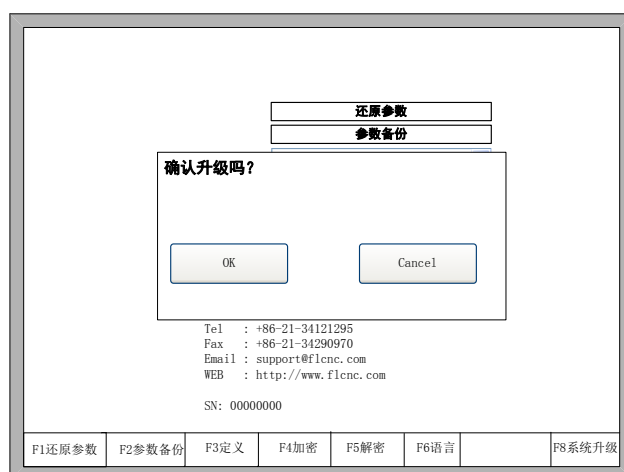 还原参数
参数备份
确认升级吗?
OK
Cancel
Tel : +86-21-34121295
Fax : +86-21-34290970
Email : support@flcnc.com
WEB : http://www.flcnc.com
SN: 00000000
F1还原参数
F2参数备份
F3定义
F4加密
F5解密
F6语言
F8系统升级